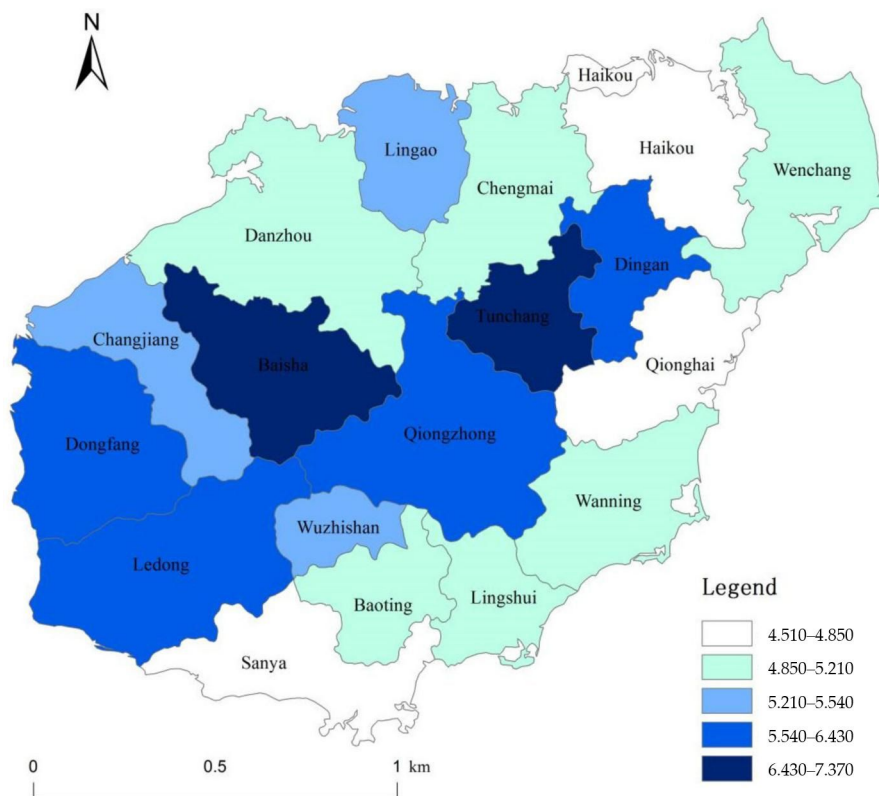 N
Haikou
Lingao
Haikou
Chengmai
Wenchang
Danzhou
Dingan
Tunchang
Changjiang
Baisha
Qionghai
Qiongzhong
Dongfang
Wanning
Wuzhishan
Ledong
Baoting
Lingshui
Sanya
Legend
4.510–4.850
4.850–5.210
5.210–5.540
5.540–6.430
6.430–7.370
0 0.5 1 km